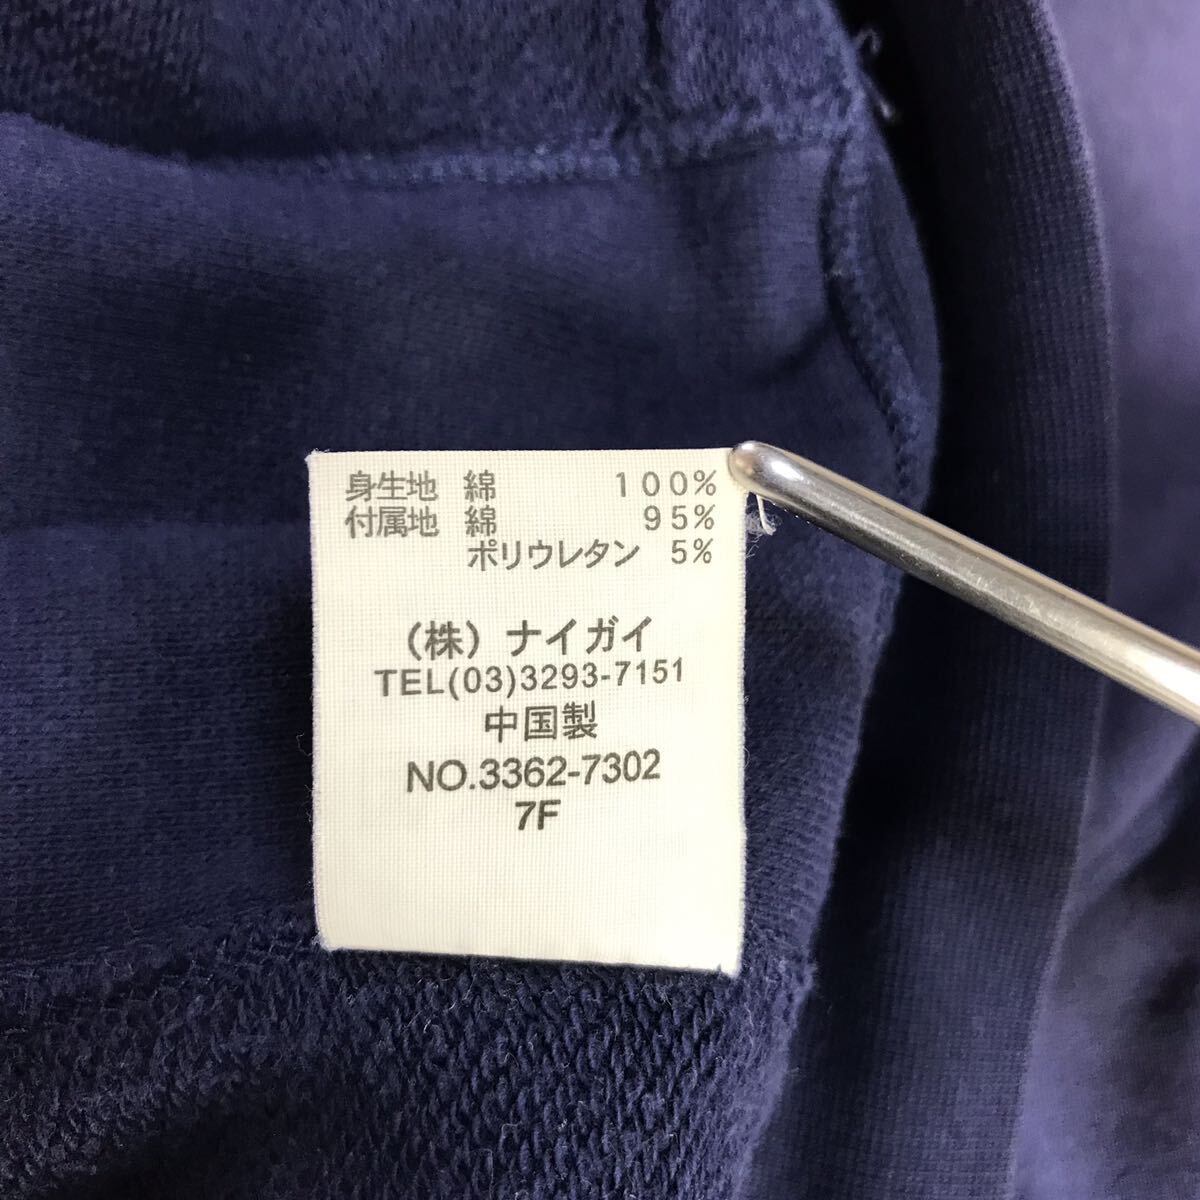 身生地 綿 100%
付属地 綿 95%
ポリウレタン 5%
(株)ナイガイ
TEL(03)3293-7151
中国製
NO.3362-7302
7F